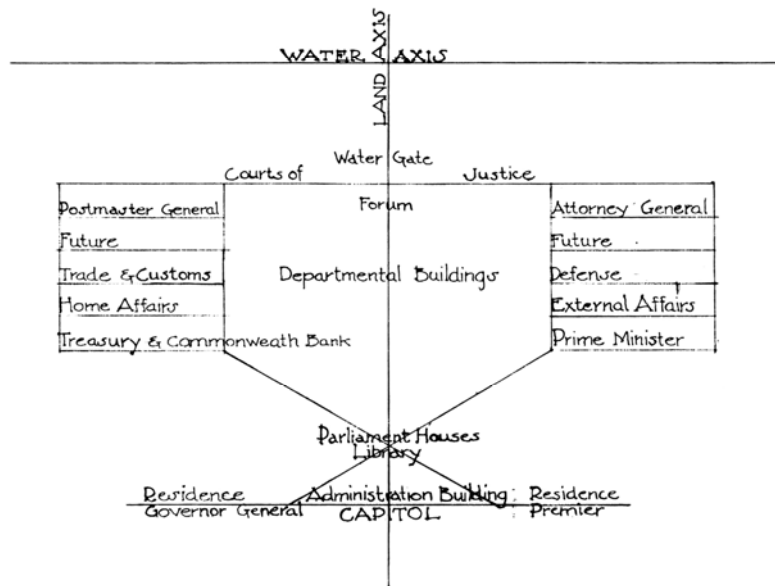 LAND AXIS
WATER AXIS
Water Gate
Courts of Justice
Postmaster General
Forum
Attorney General
Future
Future
Trade & Customs
Departmental Buildings
Defense
Home Affairs
External Affairs
Treasury & Commonweath Bank
Prime Minister
Parliament Houses
Library
Residence
Administration Building
Residence
Governor General
CAPITOL
Premier